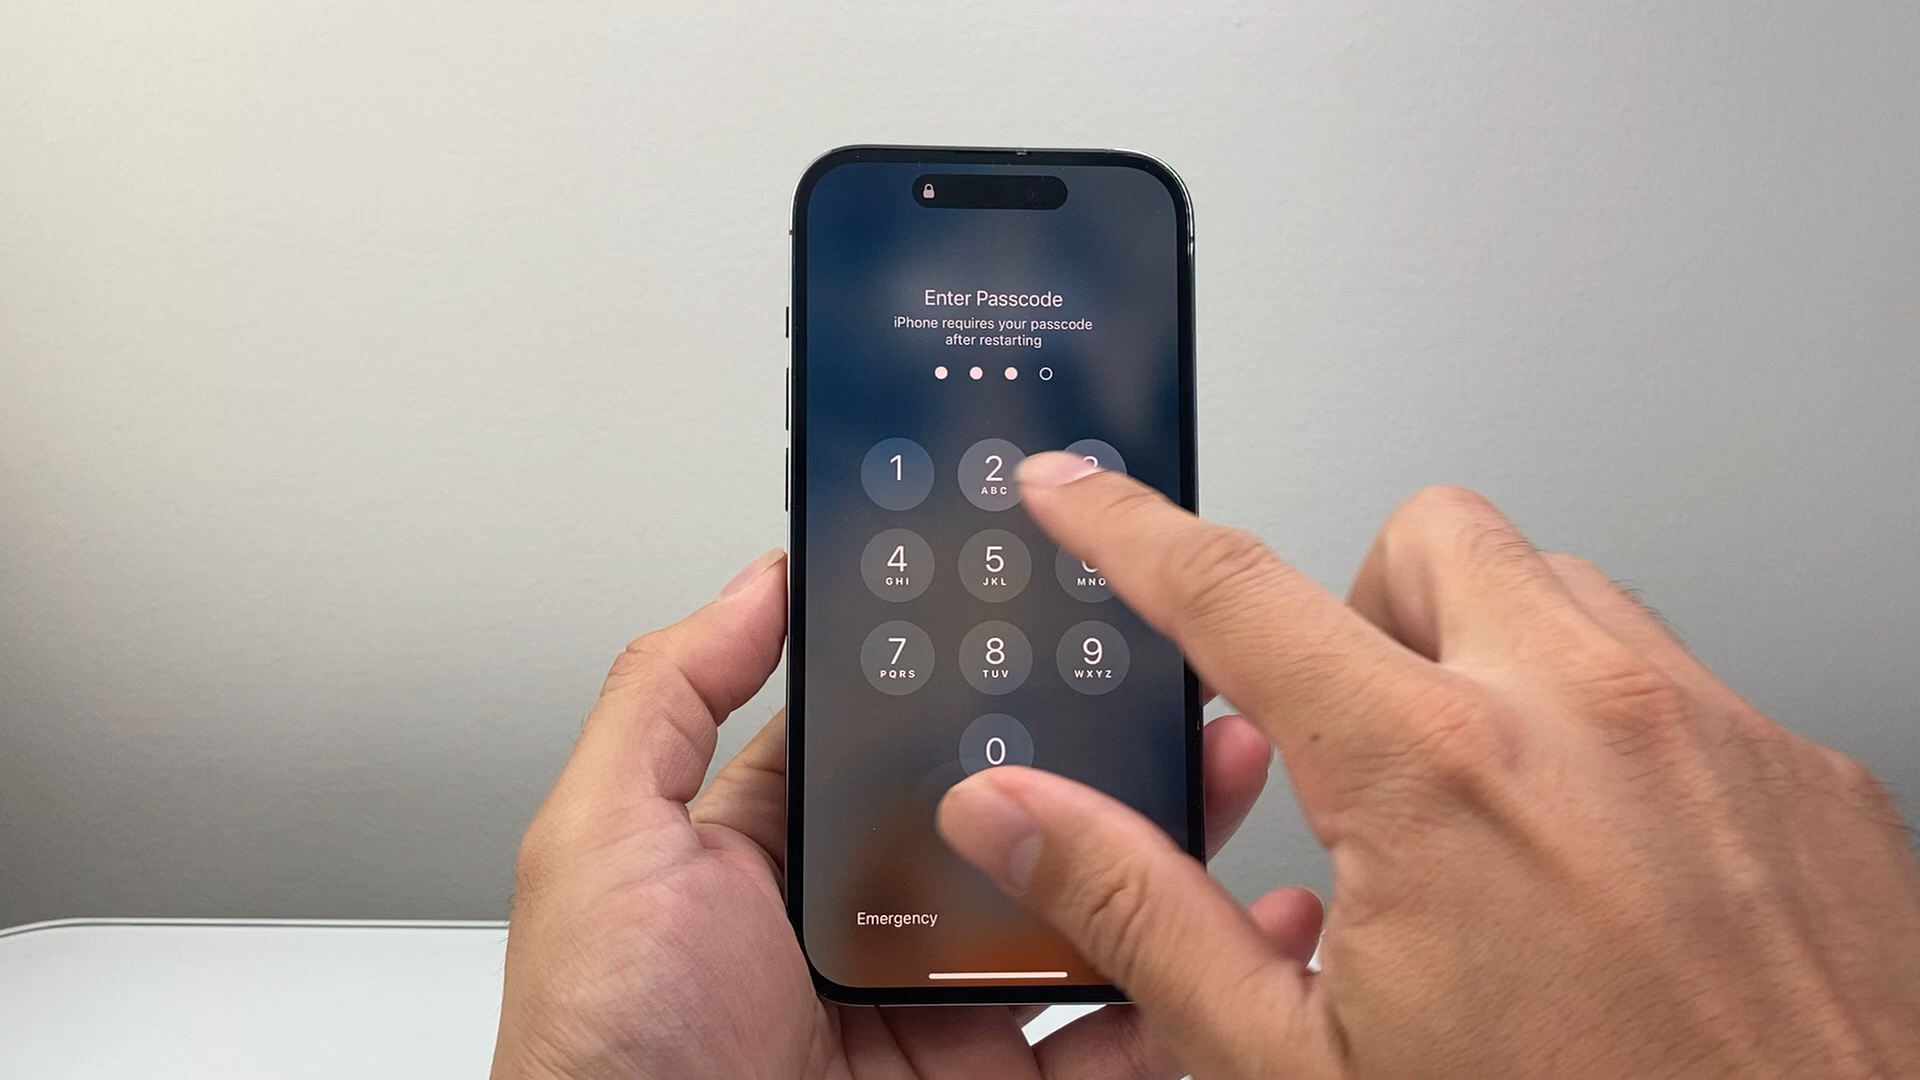 Enter Passcode
iPhone requires your passcode
after restarting
1
2
ABC
4
GHI
5
JKL
MNO
7
PQRS
8
TUV
9
WXYZ
0
Emergency